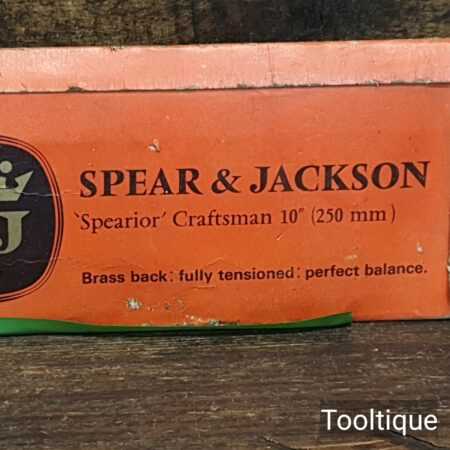 J
SPEAR & JACKSON
'Spearior' Craftsman 10" (250 mm)
Brass back: fully tensioned: perfect balance.
Tooltique